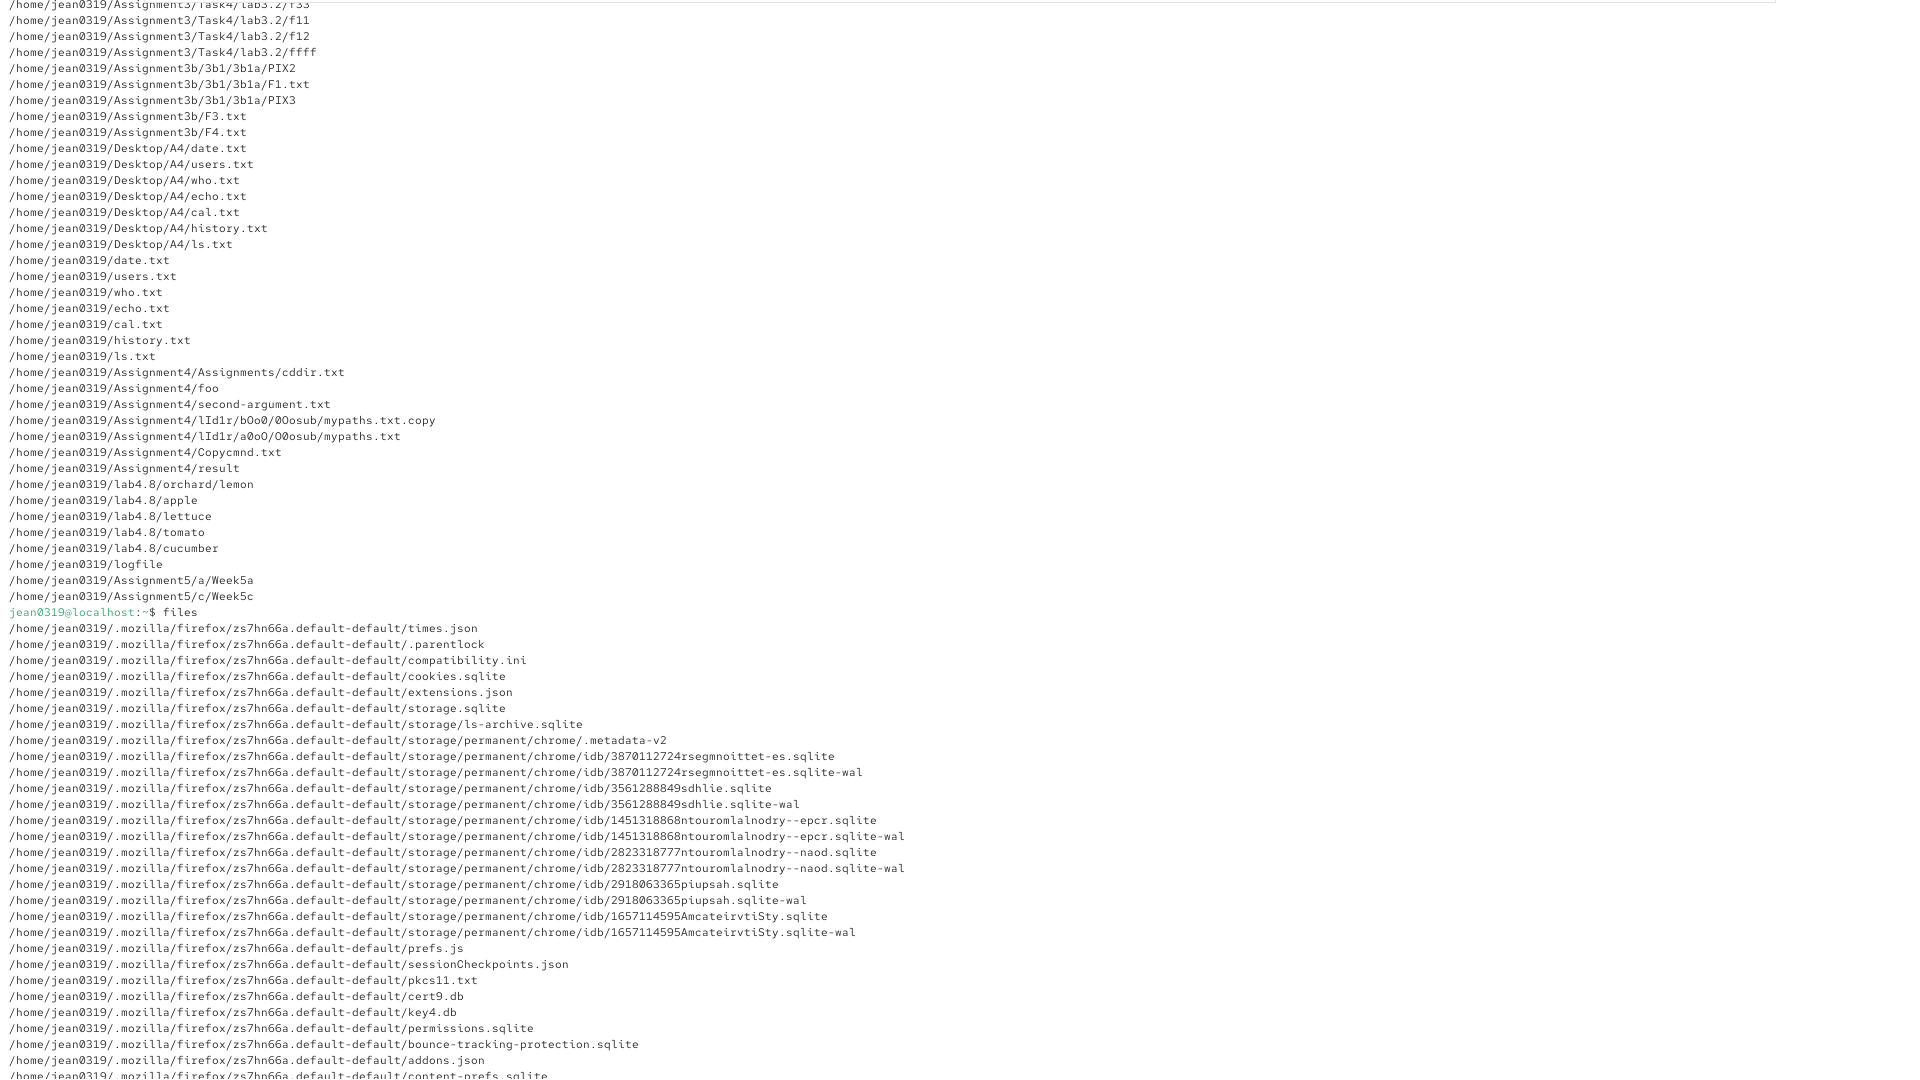 /home/jean0319/Assignment3/Task4/lab3.2/f33
/home/jean0319/Assignment3/Task4/lab3.2/f11
/home/jean0319/Assignment3/Task4/lab3.2/f12
/home/jean0319/Assignment3/Task4/lab3.2/ffff
/home/jean0319/Assignment3b/3b1/3b1a/PIX2
/home/jean0319/Assignment3b/3b1/3b1a/F1.txt
/home/jean0319/Assignment3b/3b1/3b1a/PIX3
/home/jean0319/Assignment3b/F3.txt
/home/jean0319/Assignment3b/F4.txt
/home/jean0319/Desktop/A4/date.txt
/home/jean0319/Desktop/A4/users.txt
/home/jean0319/Desktop/A4/who.txt
/home/jean0319/Desktop/A4/echo.txt
/home/jean0319/Desktop/A4/cal.txt
/home/jean0319/Desktop/A4/history.txt
/home/jean0319/Desktop/A4/ls.txt
/home/jean0319/date.txt
/home/jean0319/users.txt
/home/jean0319/who.txt
/home/jean0319/echo.txt
/home/jean0319/cal.txt
/home/jean0319/history.txt
/home/jean0319/ls.txt
/home/jean0319/Assignment4/Assignments/cddir.txt
/home/jean0319/Assignment4/foo
/home/jean0319/Assignment4/second-argument.txt
/home/jean0319/Assignment4/lId1r/bOo0/0Oosub/mypaths.txt.copy
/home/jean0319/Assignment4/lId1r/a0oO/O0osub/mypaths.txt
/home/jean0319/Assignment4/Copycmnd.txt
/home/jean0319/Assignment4/result
/home/jean0319/lab4.8/orchard/lemon
/home/jean0319/lab4.8/apple
/home/jean0319/lab4.8/lettuce
/home/jean0319/lab4.8/tomato
/home/jean0319/lab4.8/cucumber
/home/jean0319/logfile
/home/jean0319/Assignment5/a/Week5a
/home/jean0319/Assignment5/c/Week5c
jean0319@localhost:~$ files
/home/jean0319/.mozilla/firefox/zs7hn66a.default-default/times.json
/home/jean0319/.mozilla/firefox/zs7hn66a.default-default/.parentlock
/home/jean0319/.mozilla/firefox/zs7hn66a.default-default/compatibility.ini
/home/jean0319/.mozilla/firefox/zs7hn66a.default-default/cookies.sqlite
/home/jean0319/.mozilla/firefox/zs7hn66a.default-default/extensions.json
/home/jean0319/.mozilla/firefox/zs7hn66a.default-default/storage.sqlite
/home/jean0319/.mozilla/firefox/zs7hn66a.default-default/storage/ls-archive.sqlite
/home/jean0319/.mozilla/firefox/zs7hn66a.default-default/storage/permanent/chrome/.metadata-v2
/home/jean0319/.mozilla/firefox/zs7hn66a.default-default/storage/permanent/chrome/idb/3870112724rsegmnoittet-es.sqlite
/home/jean0319/.mozilla/firefox/zs7hn66a.default-default/storage/permanent/chrome/idb/3870112724rsegmnoittet-es.sqlite-wal
/home/jean0319/.mozilla/firefox/zs7hn66a.default-default/storage/permanent/chrome/idb/3561288849sdhlie.sqlite
/home/jean0319/.mozilla/firefox/zs7hn66a.default-default/storage/permanent/chrome/idb/3561288849sdhlie.sqlite-wal
/home/jean0319/.mozilla/firefox/zs7hn66a.default-default/storage/permanent/chrome/idb/1451318868ntouromlalnodry--epcr.sqlite
/home/jean0319/.mozilla/firefox/zs7hn66a.default-default/storage/permanent/chrome/idb/1451318868ntouromlalnodry--epcr.sqlite-wal
/home/jean0319/.mozilla/firefox/zs7hn66a.default-default/storage/permanent/chrome/idb/2823318777ntouromlalnodry--naod.sqlite
/home/jean0319/.mozilla/firefox/zs7hn66a.default-default/storage/permanent/chrome/idb/2823318777ntouromlalnodry--naod.sqlite-wal
/home/jean0319/.mozilla/firefox/zs7hn66a.default-default/storage/permanent/chrome/idb/2918063365piupsah.sqlite
/home/jean0319/.mozilla/firefox/zs7hn66a.default-default/storage/permanent/chrome/idb/2918063365piupsah.sqlite-wal
/home/jean0319/.mozilla/firefox/zs7hn66a.default-default/storage/permanent/chrome/idb/1657114595AmcateirvtiSty.sqlite
/home/jean0319/.mozilla/firefox/zs7hn66a.default-default/storage/permanent/chrome/idb/1657114595AmcateirvtiSty.sqlite-wal
/home/jean0319/.mozilla/firefox/zs7hn66a.default-default/prefs.js
/home/jean0319/.mozilla/firefox/zs7hn66a.default-default/sessionCheckpoints.json
/home/jean0319/.mozilla/firefox/zs7hn66a.default-default/pkcs11.txt
/home/jean0319/.mozilla/firefox/zs7hn66a.default-default/cert9.db
/home/jean0319/.mozilla/firefox/zs7hn66a.default-default/key4.db
/home/jean0319/.mozilla/firefox/zs7hn66a.default-default/permissions.sqlite
/home/jean0319/.mozilla/firefox/zs7hn66a.default-default/bounce-tracking-protection.sqlite
/home/jean0319/.mozilla/firefox/zs7hn66a.default-default/addons.json
/home/jean0319/.mozilla/firefox/zs7hn66a.default-default/content-prefs.sqlite